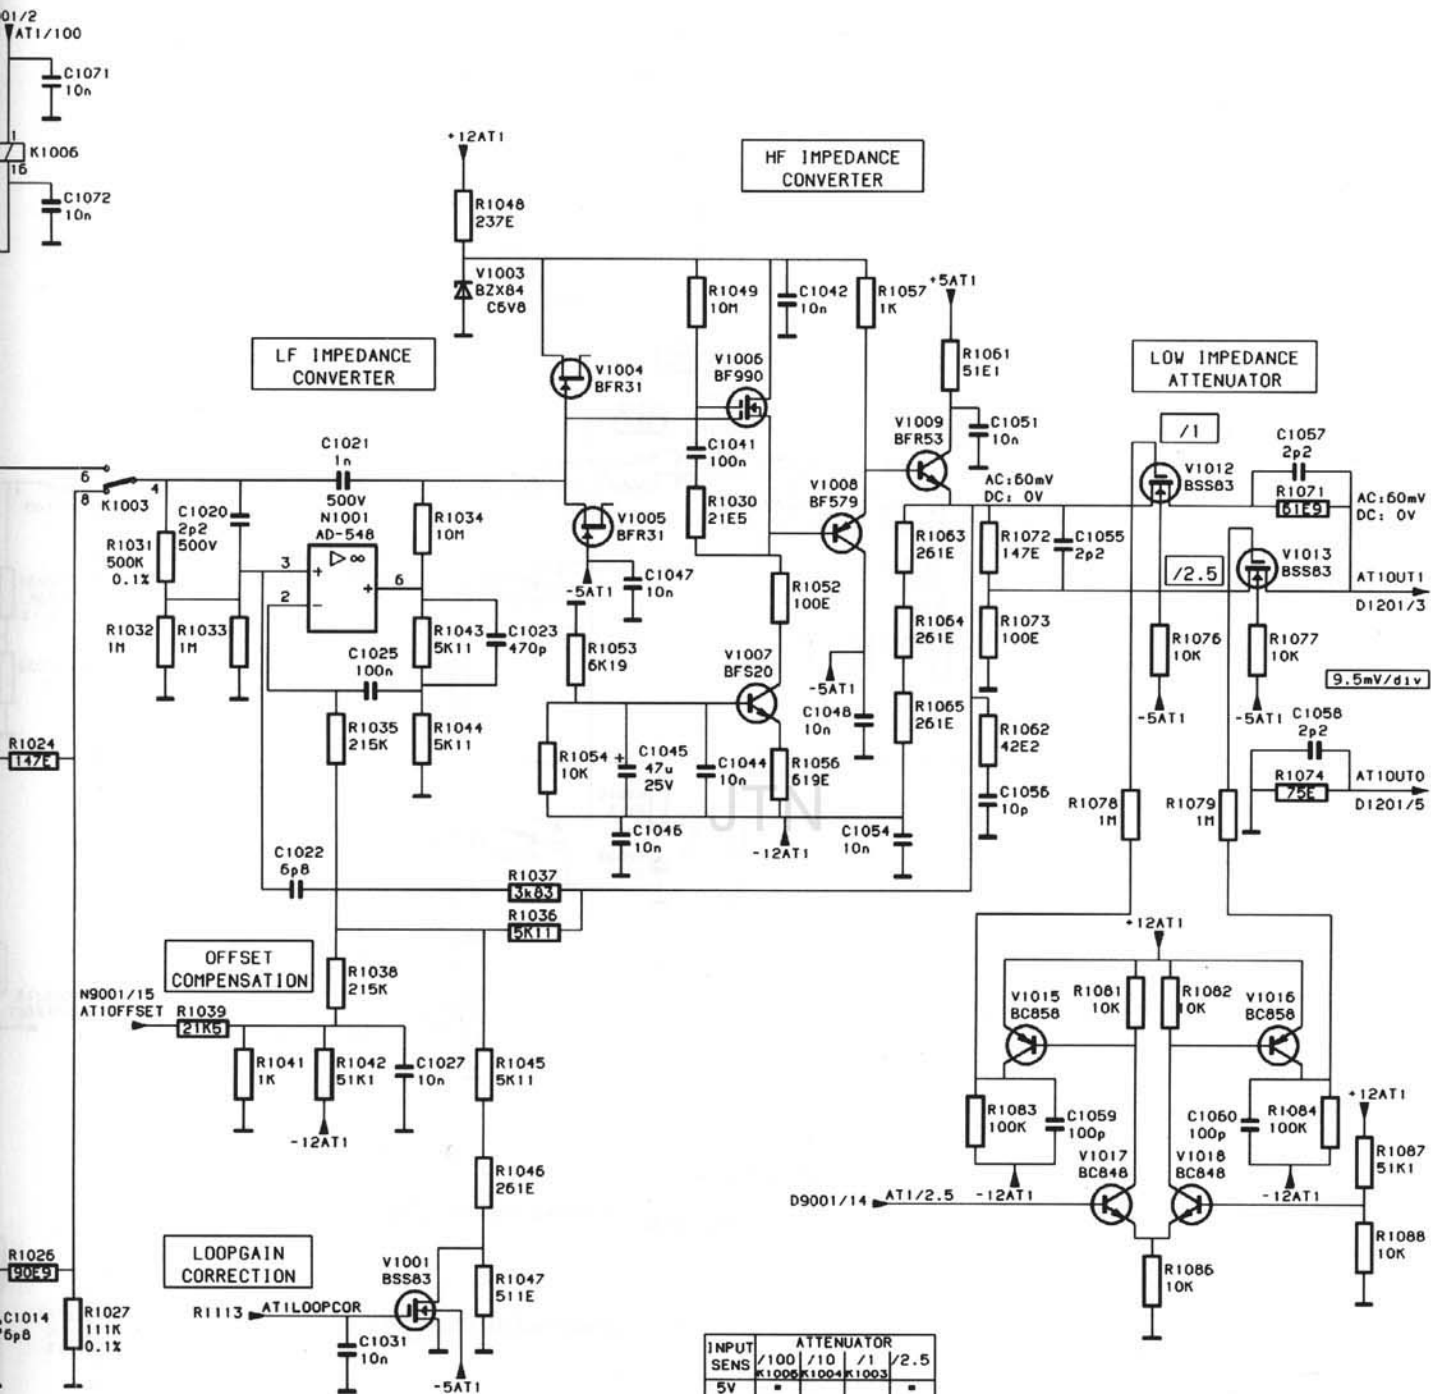 01/2
AT1/100
C1071
10n
1
K1006
16
C1072
10n
+12AT1
R1048
237E
V1003
BZX84
C6V8
HF IMPEDANCE
CONVERTER
LF IMPEDANCE
CONVERTER
V1004
BFR31
R1049
10M
C1042
10n
R1057
1K
+5AT1
R1061
51E1
V1006
BF990
LOW IMPEDANCE
ATTENUATOR
V1009
BFR53
C1051
10n
/1
C1057
2p2
V1012
BSS83
R1071
61E9
AC:60mV
DC: 0V
6
8
4
K1003
C1021
1n
500V
C1020
2p2
500V
N1001
AD-548
R1034
10M
C1041
100n
R1030
21E5
V1008
BF579
AC:60mV
DC: 0V
R1031
500K
0.1%
3
2
6
+
-
+
▷∞
V1005
BFR31
-5AT1
C1047
10n
R1063
261E
R1072
147E
C1055
2p2
/2.5
V1013
BSS83
AT1OUT1
D1201/3
R1032
1M
R1033
1M
R1043
5K11
C1023
470p
C1025
100n
R1053
6K19
R1052
100E
R1064
261E
R1073
100E
R1076
10K
R1077
10K
V1007
BFS20
-5AT1
C1048
10n
-5AT1
-5AT1
9.5mV/div
R1024
147E
R1035
215K
R1044
5K11
R1054
10K
+
C1045
47u
25V
C1044
10n
R1056
619E
R1065
261E
R1062
42E2
C1058
2p2
R1074
75E
AT1OUT0
D1201/5
C1056
10p
R1078
1M
R1079
1M
JTN
C1046
10n
-12AT1
C1054
10n
C1022
6p8
R1037
3k83
R1036
5K11
OFFSET
COMPENSATION
R1038
215K
N9001/15
AT1OFFSET
R1039
21K5
R1041
1K
R1042
51K1
-12AT1
C1027
10n
R1045
5K11
+12AT1
V1015
BC858
R1081
10K
R1082
10K
V1016
BC858
R1083
100K
C1059
100p
C1060
100p
R1084
100K
+12AT1
R1087
51K1
R1046
261E
V1017
BC848
V1018
BC848
D9001/14
AT1/2.5
-12AT1
-12AT1
R1088
10K
R1086
10K
LOOPGAIN
CORRECTION
V1001
BSS83
R1047
511E
R1026
90E9
R1113
AT1LOOPCOR
C1014
6p8
R1027
111K
0.1%
C1031
10n
-5AT1
INPUT
SENS
ATTENUATOR
/100 /10 /1 /2.5
K1006 K1004 K1003
5V